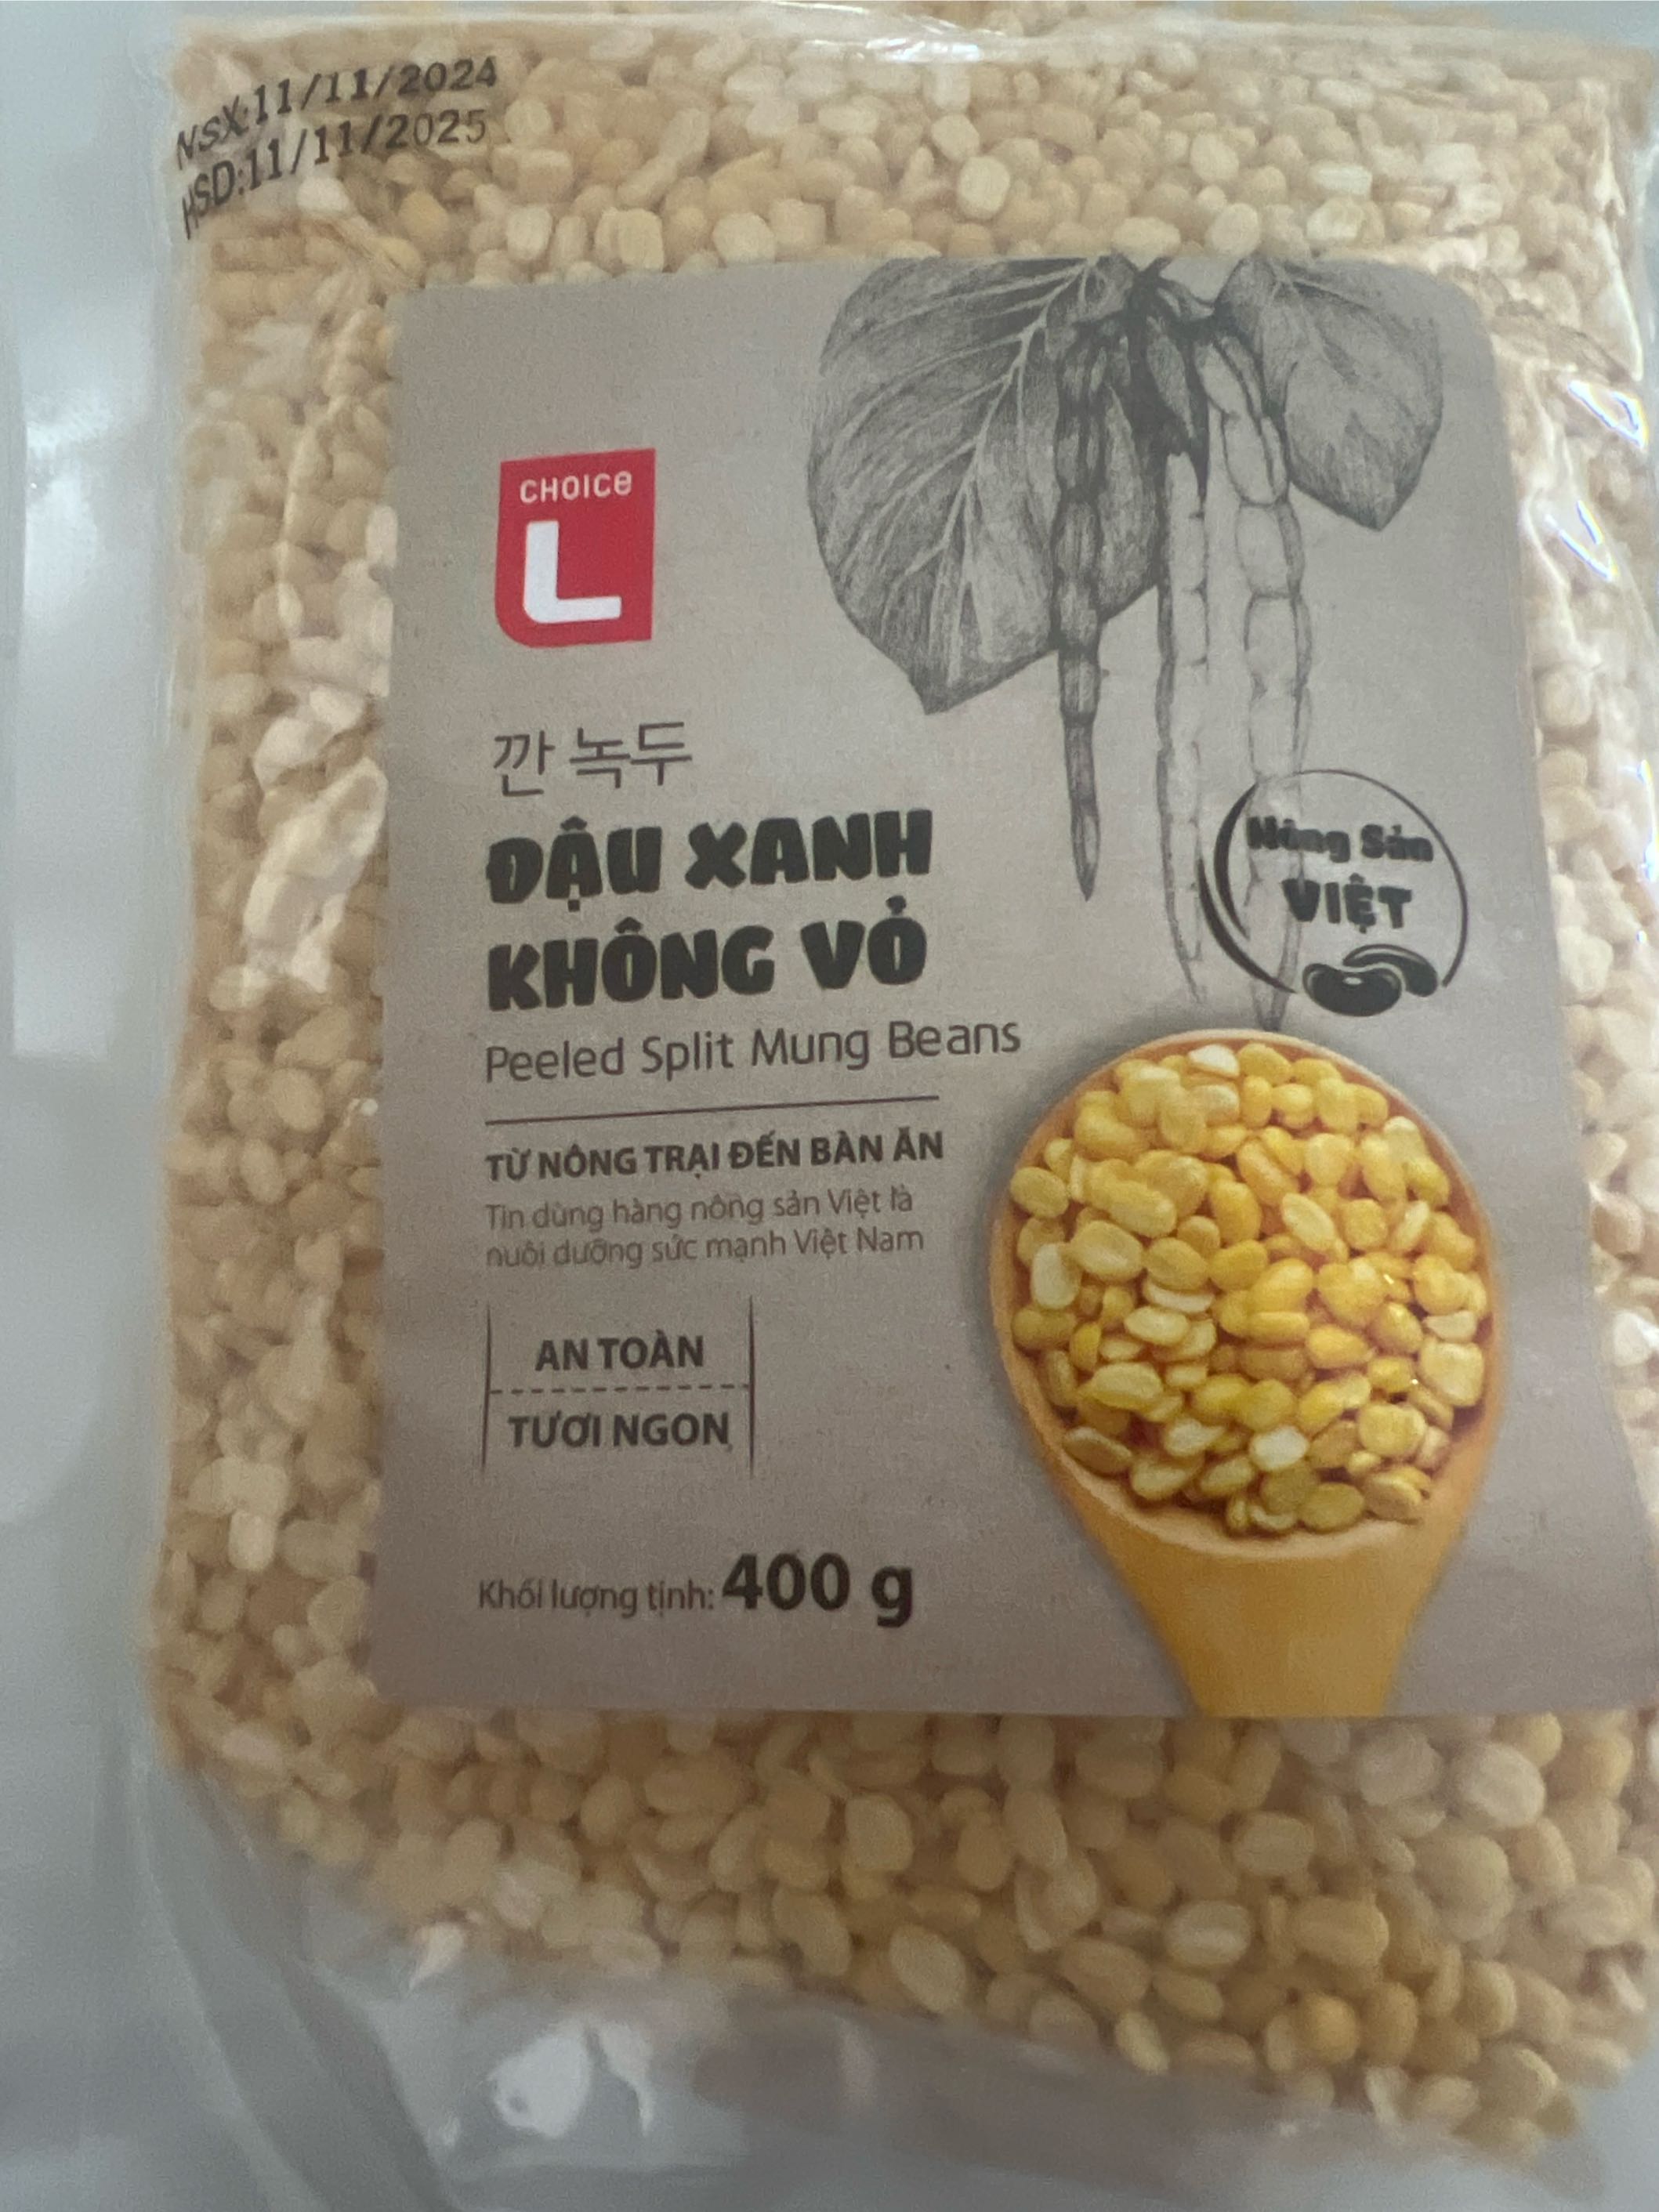 NSX:11/11/2024
HSD:11/11/2025
CHOICe
L
깐 녹두
ĐẬU XANH
KHÔNG VỎ
Peeled Split Mung Beans
Nông Sản
VIỆT
TỪ NÔNG TRẠI ĐẾN BÀN ĂN
Tin dùng hàng nông sản Việt là
nuôi dưỡng sức mạnh Việt Nam
AN TOÀN
TƯƠI NGON
Khối lượng tịnh: 400 g